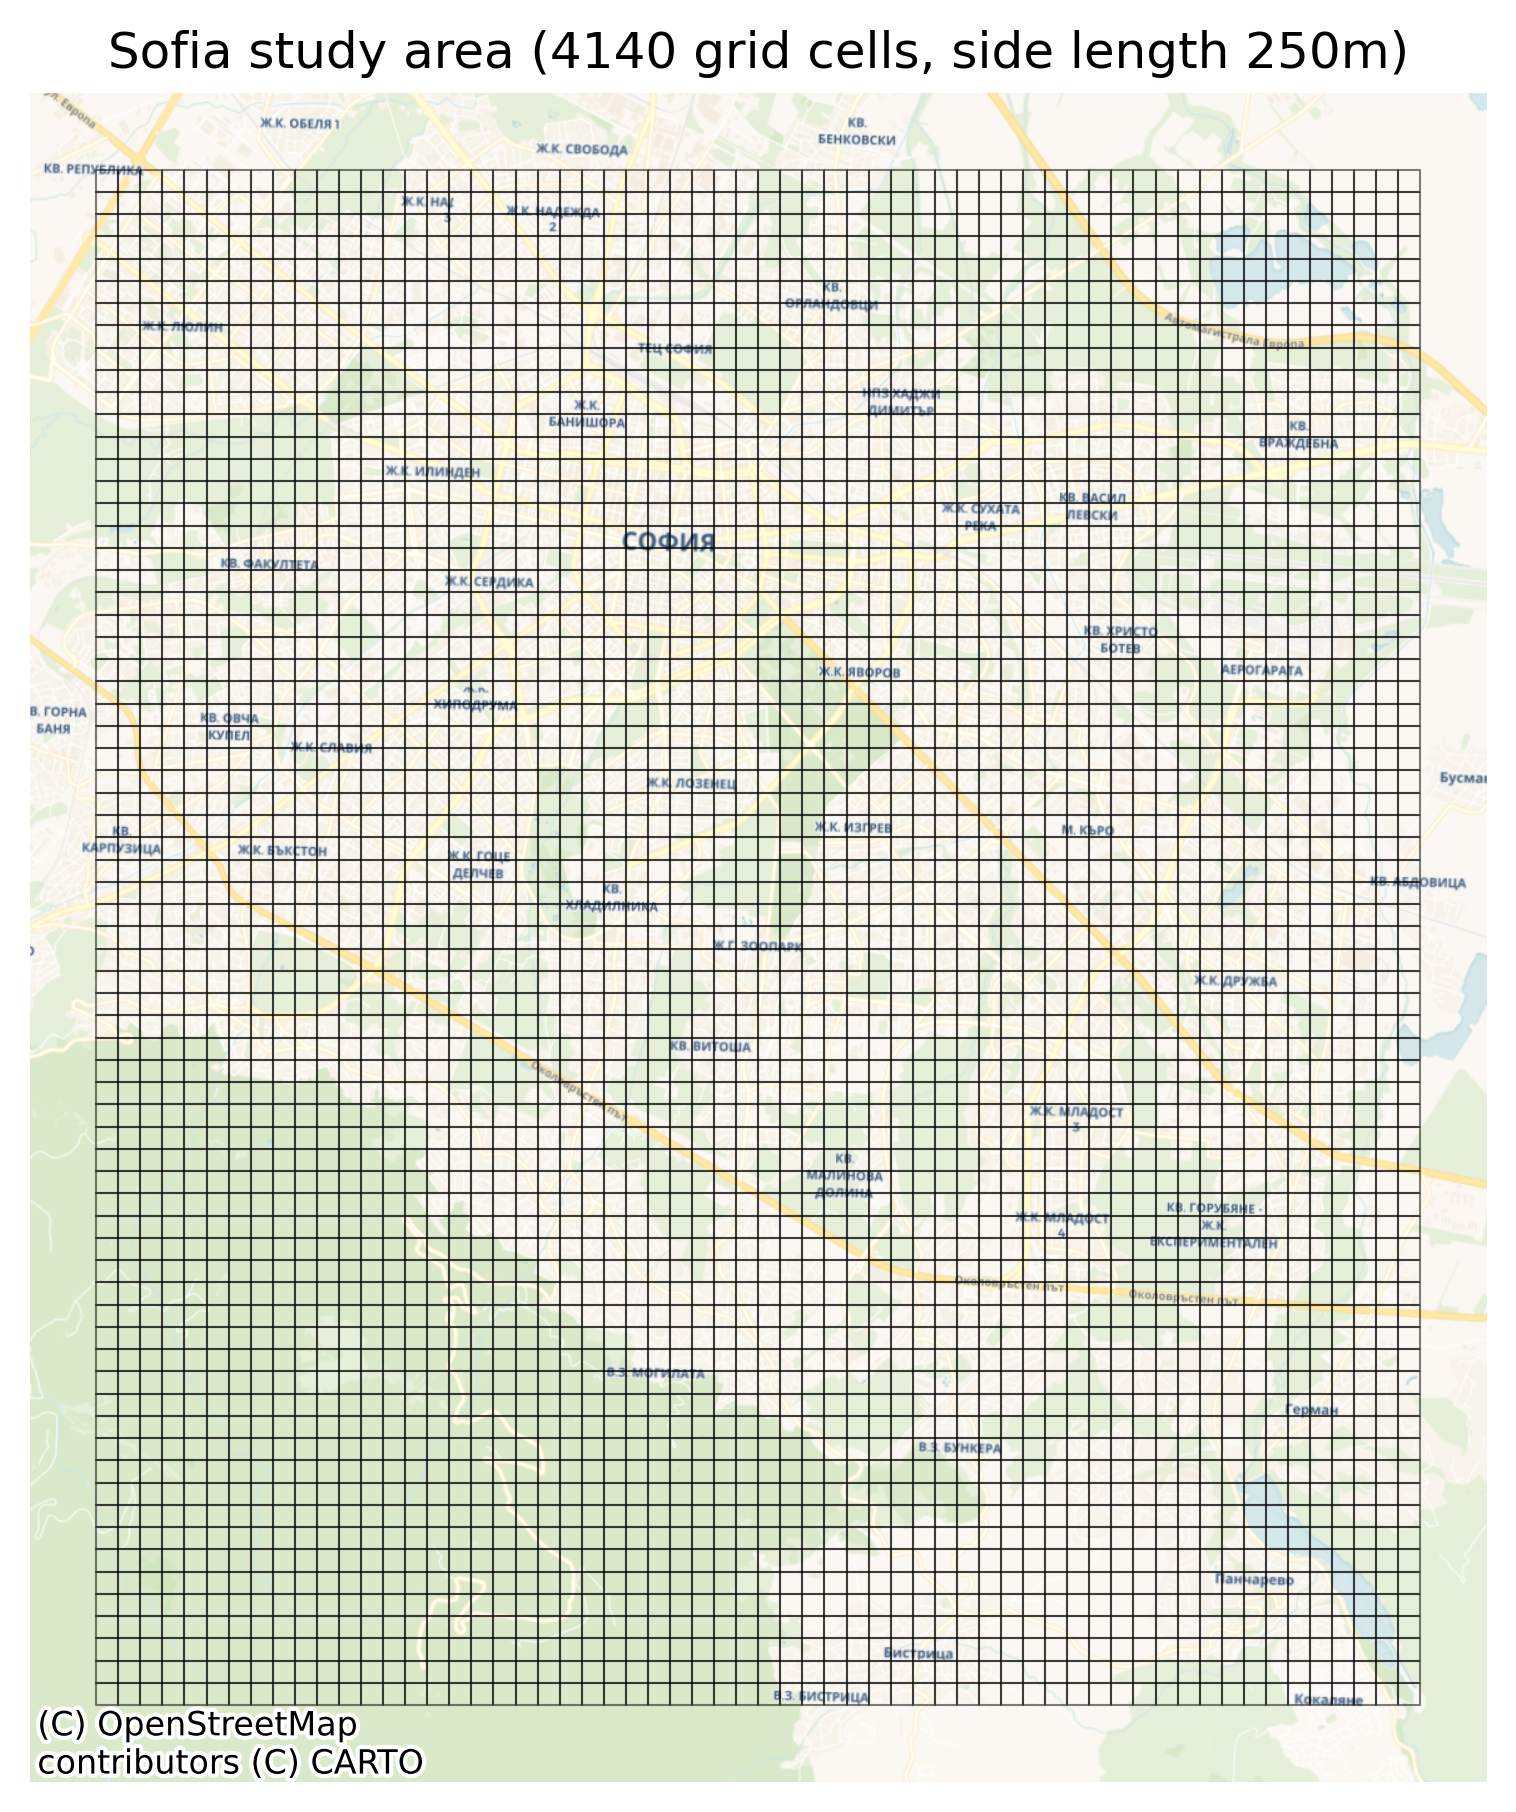 Sofia study area (4140 grid cells, side length 250m)
Европа
Ж.К. ОБЕЛЯ 1
КВ.
БЕНКОВСКИ
Ж.К. СВОБОДА
КВ. РЕПУБЛИКА
Ж.К. НАД
3
Ж.К. НАДЕЖДА
2
КВ.
ОРЛАНДОВЦИ
Ж.К. ЛЮЛИН
Автомагистрала Европа
ТЕЦ СОФИЯ
НПЗ ХАДЖИ
ДИМИТЪР
Ж.К.
БАНИШОРА
КВ.
ВРАЖДЕБНА
Ж.К. ИЛИНДЕН
КВ. ВАСИЛ
ЛЕВСКИ
Ж.К. СУХАТА
РЕКА
СОФИЯ
КВ. ФАКУЛТЕТА
Ж.К. СЕРДИКА
КВ. ХРИСТО
БОТЕВ
Ж.К. ЯВОРОВ
АЕРОГАРАТА
Ж.К.
ХИПОДРУМА
В. ГОРНА
БАНЯ
КВ. ОВЧА
КУПЕЛ
Ж.К. СЛАВИЯ
Бусман
Ж.К. ЛОЗЕНЕЦ
Ж.К. ИЗГРЕВ
М. КЪРО
КВ.
КАРПУЗИЦА
Ж.К. БЪКСТОН
Ж.К. ГОЦЕ
ДЕЛЧЕВ
КВ. АБДОВИЦА
КВ.
ХЛАДИЛНИКА
Ж.Г. ЗООПАРК
Ж.К. ДРУЖБА
КВ. ВИТОША
Околовръстен път
Ж.К. МЛАДОСТ
3
КВ.
МАЛИНОВА
ДОЛИНА
Ж.К. МЛАДОСТ
4
КВ. ГОРУБЛЯНЕ -
Ж.К.
ЕКСПЕРИМЕНТАЛЕН
Околовръстен път
Околовръстен път
В.З. МОГИЛАТА
Герман
В.З. БУНКЕРА
Панчарево
Бистрица
В.З. БИСТРИЦА
Кокаляне
(C) OpenStreetMap
contributors (C) CARTO